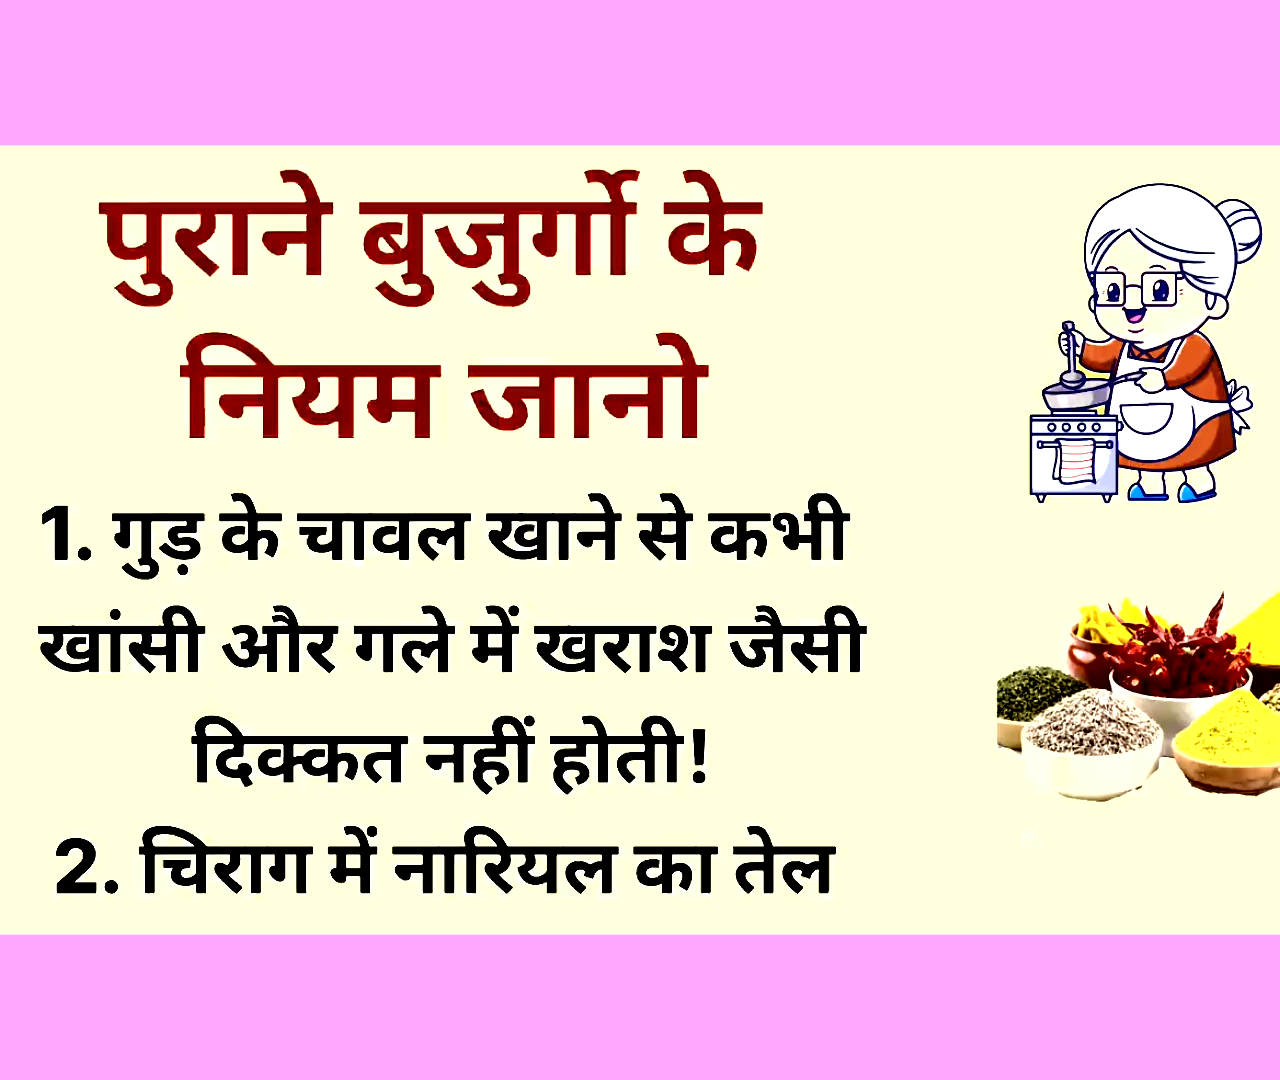 पुराने बुजुर्गो के
नियम जानो
1. गुड़ के चावल खाने से कभी
खांसी और गले में खराश जैसी
दिक्कत नहीं होती!
2. चिराग में नारियल का तेल